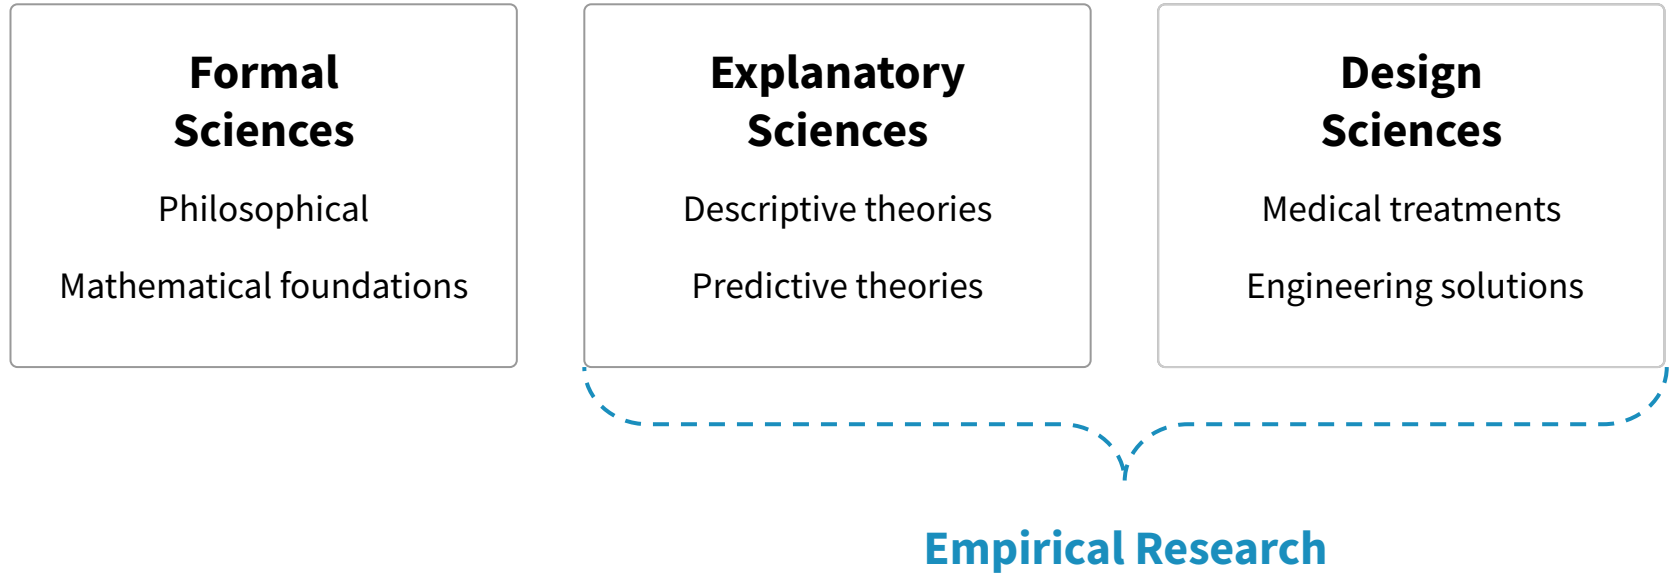 Formal
Sciences
Philosophical
Mathematical foundations
Explanatory
Sciences
Descriptive theories
Predictive theories
Design
Sciences
Medical treatments
Engineering solutions
Empirical Research